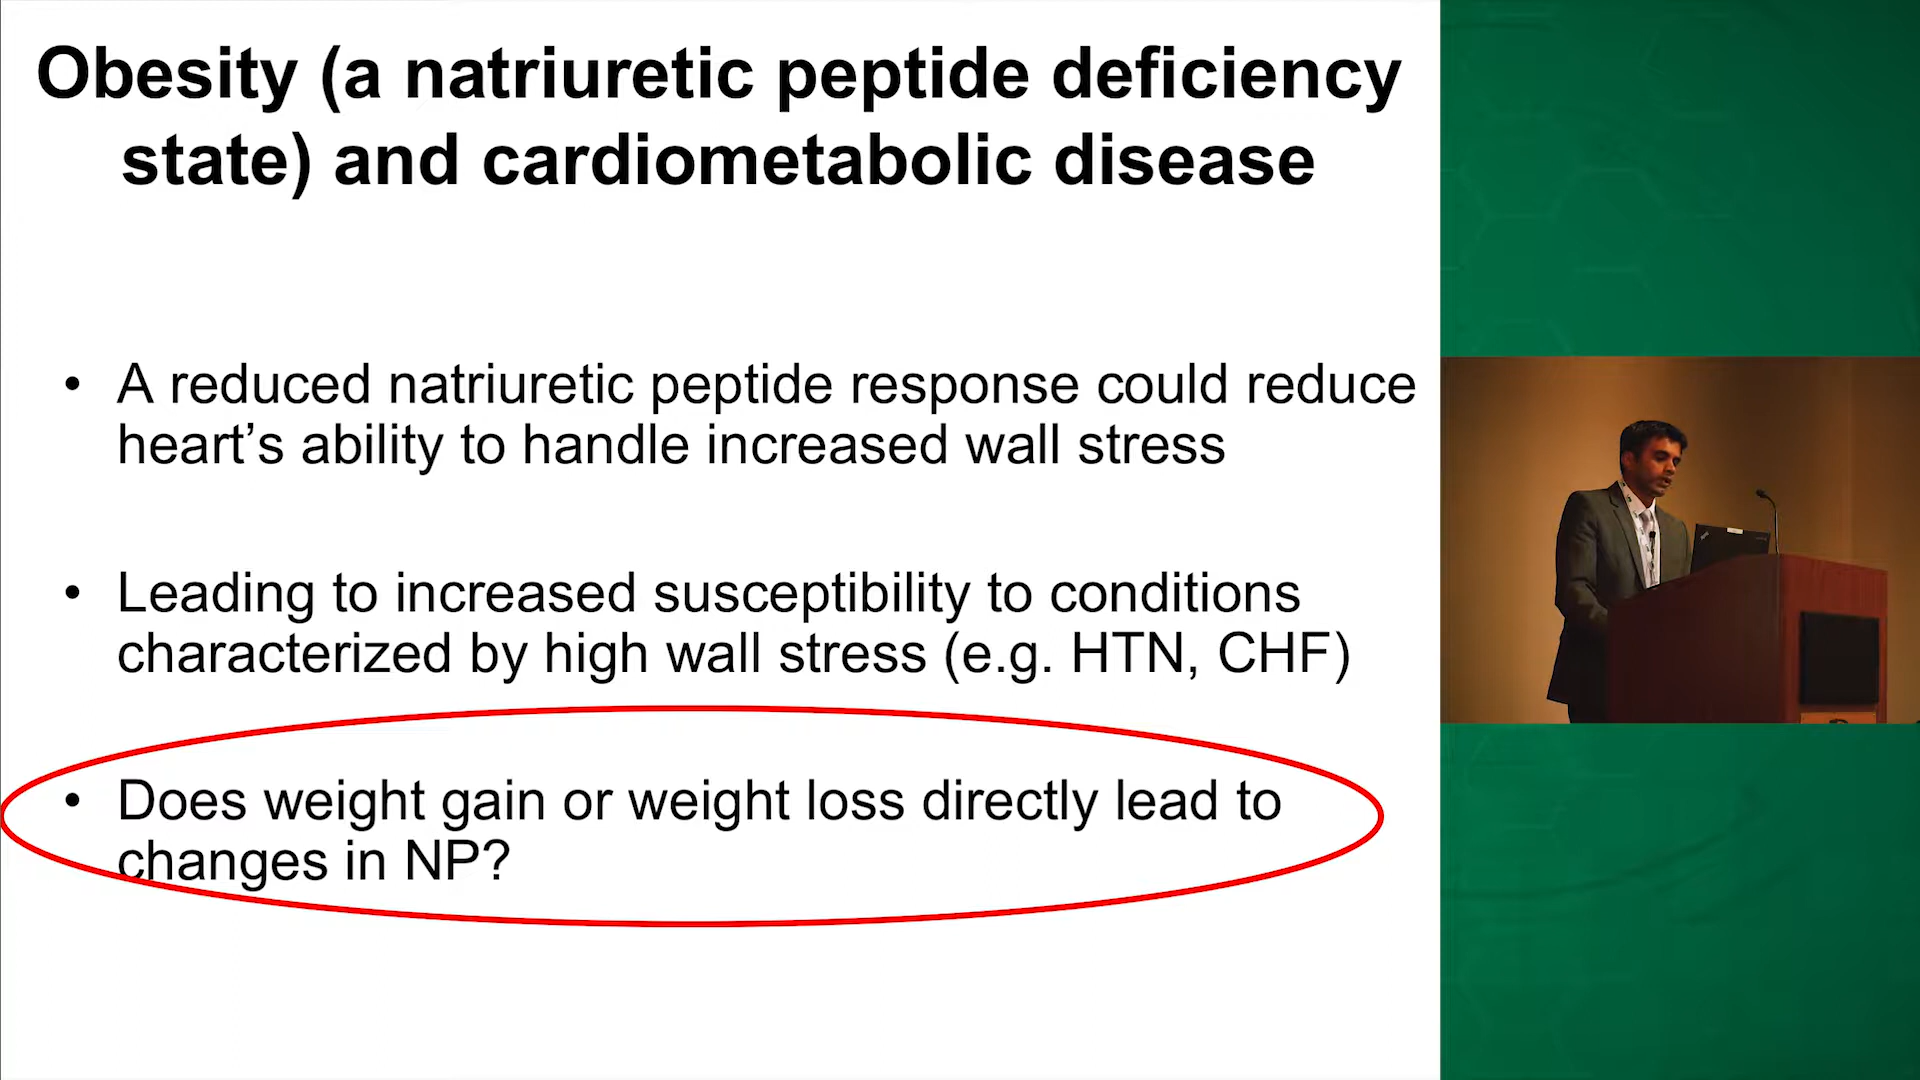 Obesity (a natriuretic peptide deficiency
state) and cardiometabolic disease
• A reduced natriuretic peptide response could reduce
heart’s ability to handle increased wall stress
• Leading to increased susceptibility to conditions
characterized by high wall stress (e.g. HTN, CHF)
• Does weight gain or weight loss directly lead to
changes in NP?